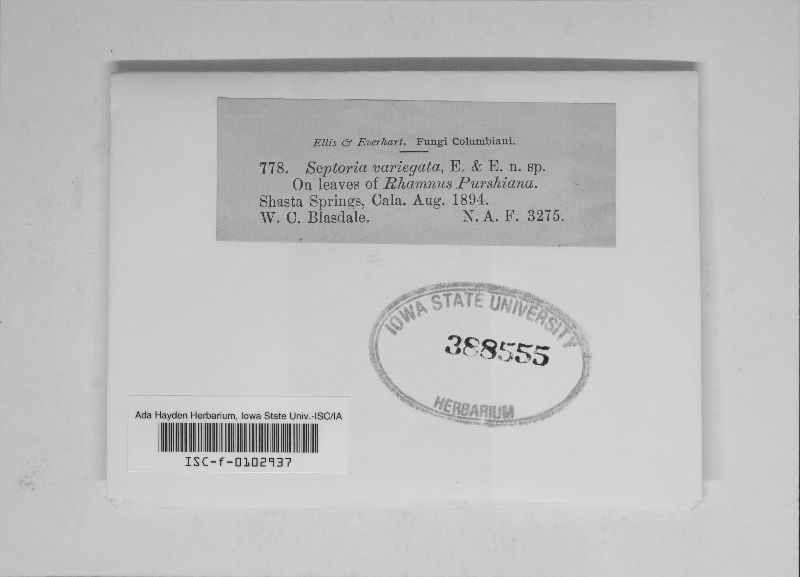 Ellis & Everhart. Fungi Columbiani.
778. Septoria variegata, E. & E. n. sp.
On leaves of Rhamnus Purshiana.
Shasta Springs, Cala. Aug. 1894.
W. C. Blasdale. N. A. F. 3275.
IOWA STATE UNIVERSITY
388555
HERBARIUM
Ada Hayden Herbarium, Iowa State Univ.-ISC/IA
ISC-f-0102937